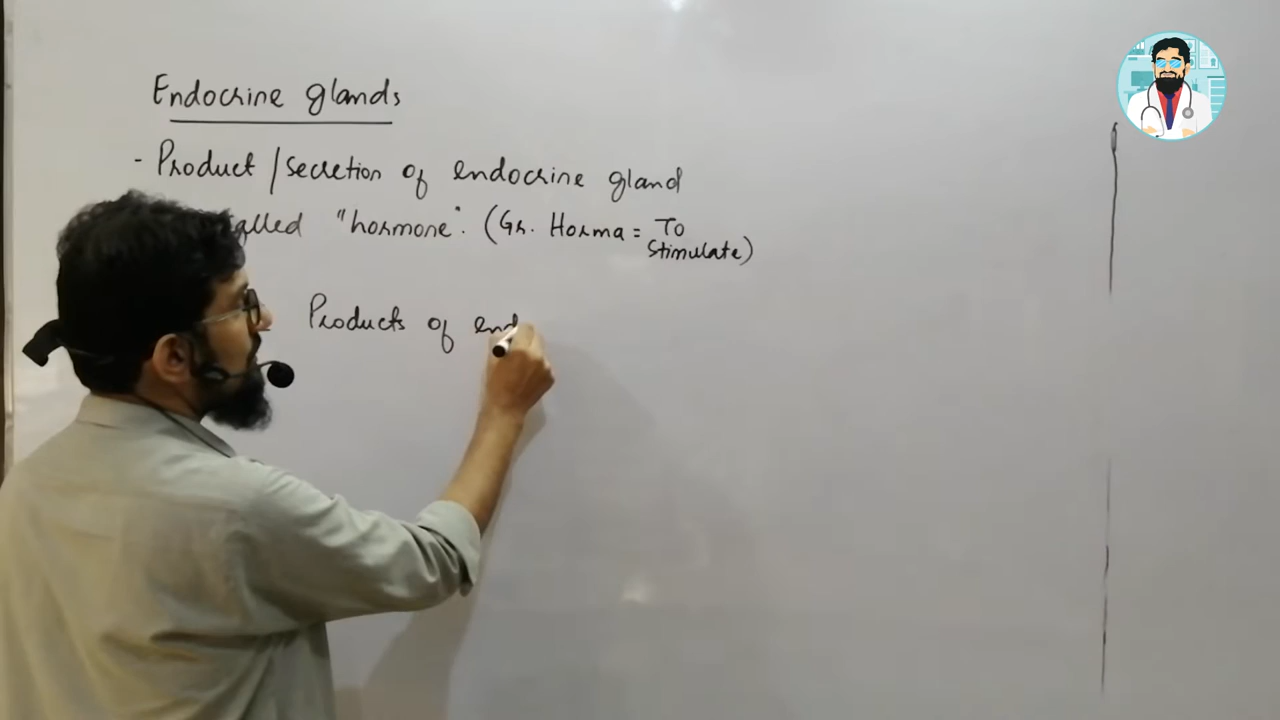 Endocrine glands
- Product/secretion of endocrine gland
called "hormone". (Gr. Horma = To
Stimulate)
Products of end